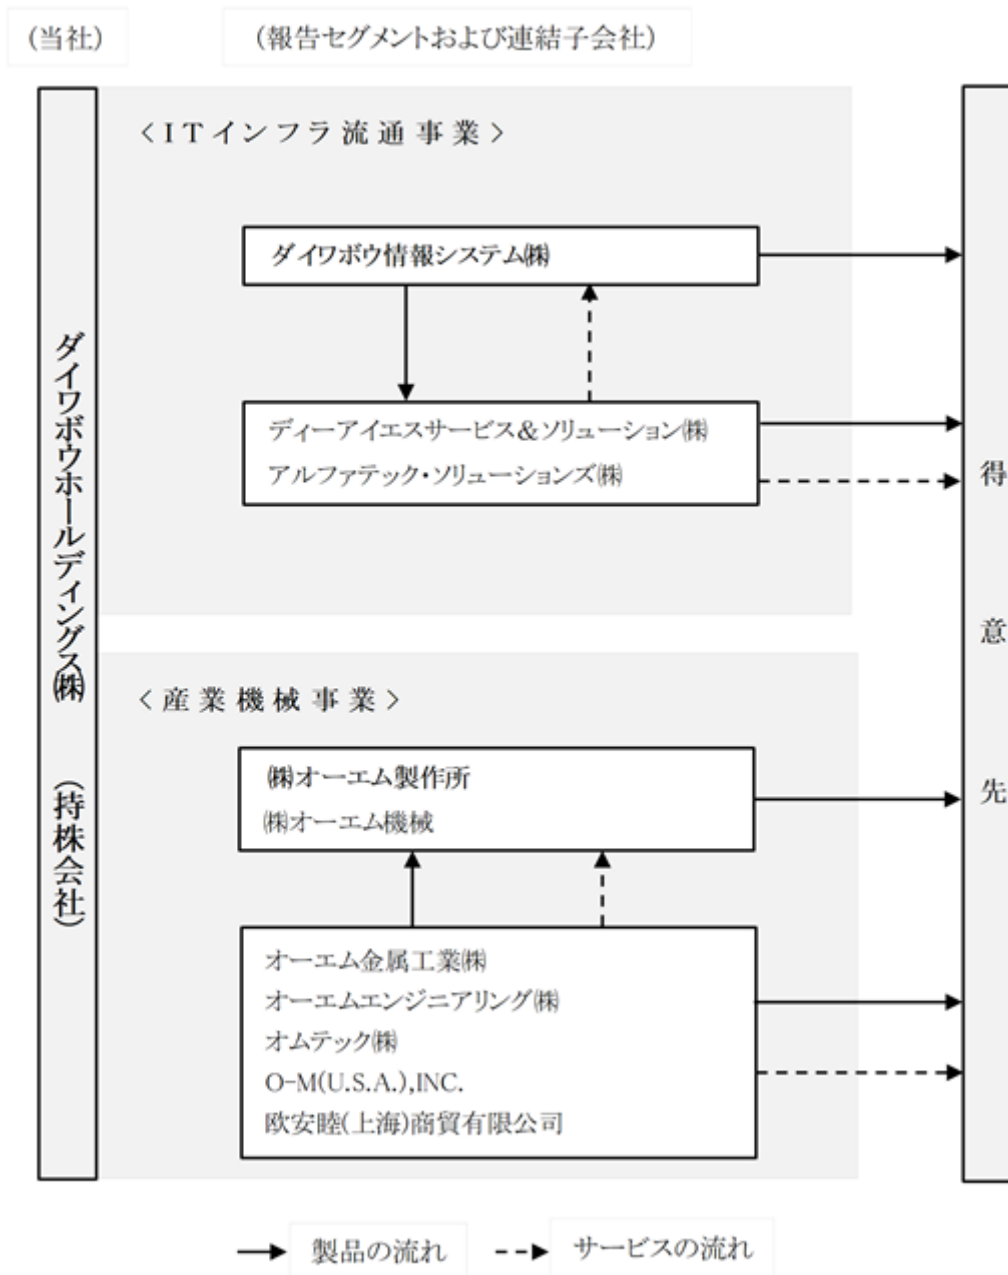 (当社)
(報告セグメントおよび連結子会社)
<ITインフラ流通事業>
ダイワボウ情報システム㈱
ディーアイエスサービス&ソリューション㈱
アルファテック・ソリューションズ㈱
ダイワボウホールディングス㈱ (持株会社)
<産業機械事業>
㈱オーエム製作所
㈱オーエム機械
オーエム金属工業㈱
オーエムエンジニアリング㈱
オムテック㈱
O-M(U.S.A.),INC.
欧安睦(上海)商貿有限公司
得意先
製品の流れ
サービスの流れ